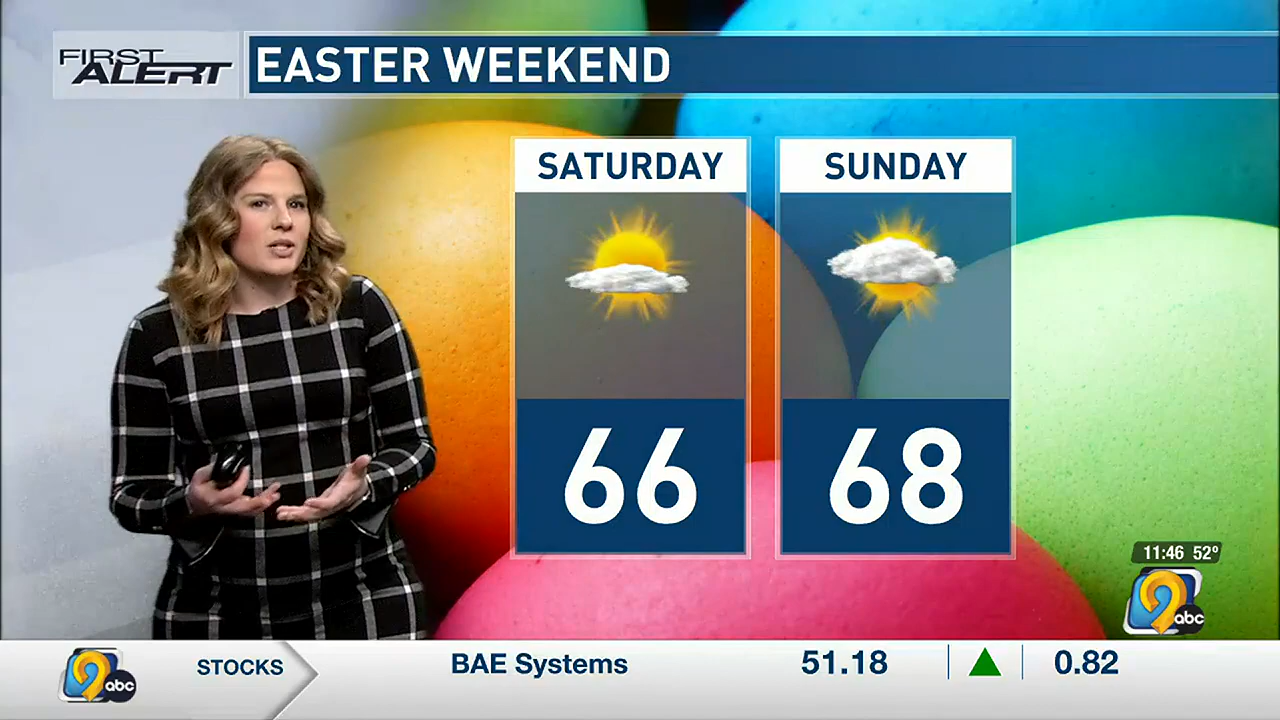 FIRST
ALERT
EASTER WEEKEND
SATURDAY
SUNDAY
66
68
11:46 52º
9
abc
9
abc
STOCKS
BAE Systems
51.18
0.82